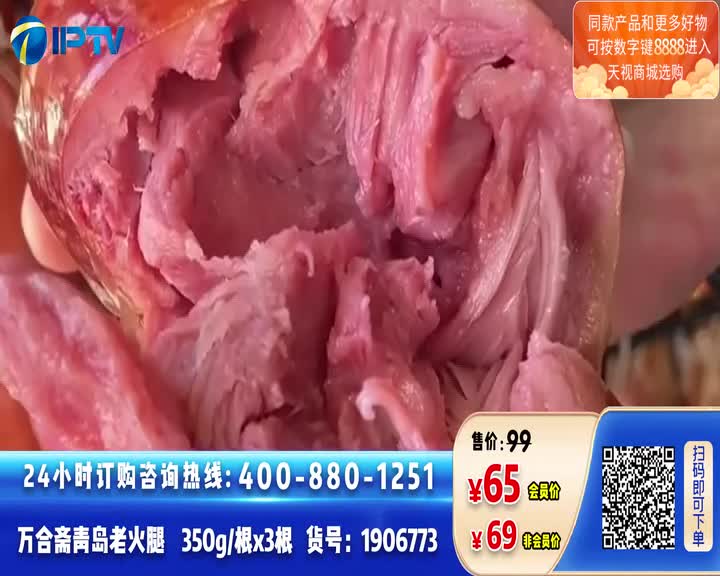 IPTV
同款产品和更多好物
可按数字键8888进入
天视商城选购
24小时订购咨询热线:400-880-1251
万合斋青岛老火腿 350g/根x3根 货号:1906773
售价:99
¥65 会员价
¥69 非会员价
扫码即可下单